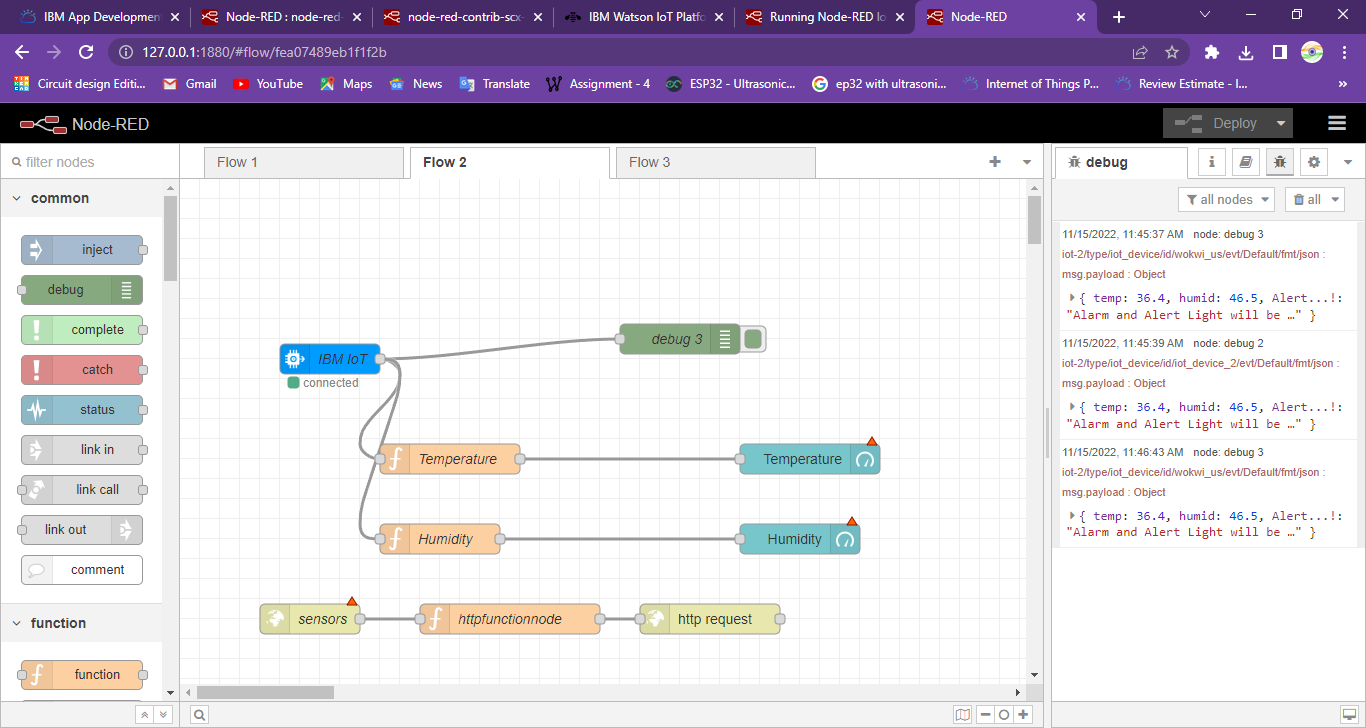 IBM App Development
Node-RED : node-red-
node-red-contrib-scx-
IBM Watson IoT Platfo
Running Node-RED lo
Node-RED
127.0.0.1:1880/#flow/fea07489eb1f1f2b
Circuit design Editi...
Gmail
YouTube
Maps
News
Translate
Assignment - 4
ESP32 - Ultrasonic...
ep32 with ultrasoni...
Internet of Things P...
Review Estimate - I...
»
Node-RED
Deploy
filter nodes
Flow 1
Flow 2
Flow 3
debug
common
all nodes
all
inject
debug
complete
catch
status
link in
link call
link out
comment
function
function
IBM IoT
connected
debug 3
Temperature
Temperature
Humidity
Humidity
sensors
httpfunctionnode
http request
11/15/2022, 11:45:37 AM node: debug 3
iot-2/type/iot_device/id/wokwi_us/evt/Default/fmt/json :
msg.payload : Object
{ temp: 36.4, humid: 46.5, Alert...!:
"Alarm and Alert Light will be …" }
11/15/2022, 11:45:39 AM node: debug 2
iot-2/type/iot_device/id/iot_device_2/evt/Default/fmt/json :
msg.payload : Object
{ temp: 36.4, humid: 46.5, Alert...!:
"Alarm and Alert Light will be …" }
11/15/2022, 11:46:43 AM node: debug 3
iot-2/type/iot_device/id/wokwi_us/evt/Default/fmt/json :
msg.payload : Object
{ temp: 36.4, humid: 46.5, Alert...!:
"Alarm and Alert Light will be …" }